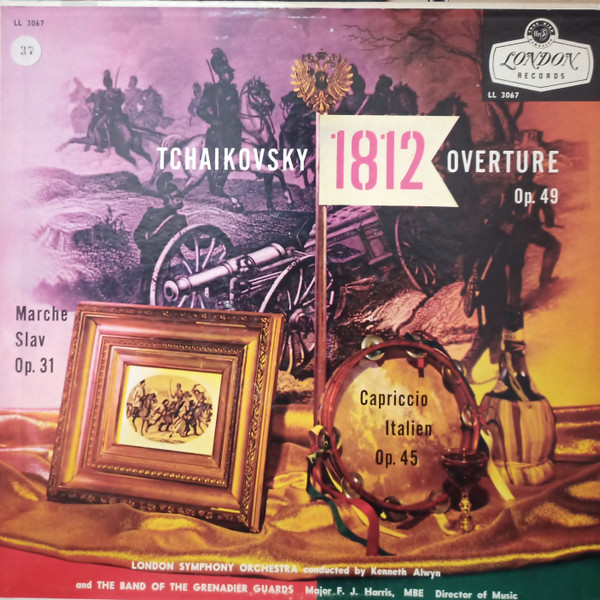 LL 3067
37
LONDON
RECORDS
LL 3067
TCHAIKOVSKY 1812 OVERTURE
Op. 49
Marche
Slav
Op. 31
Capriccio
Italien
Op. 45
LONDON SYMPHONY ORCHESTRA conducted by Kenneth Alwyn
and THE BAND OF THE GRENADIER GUARDS Major F. J. Harris, MBE Director of Music